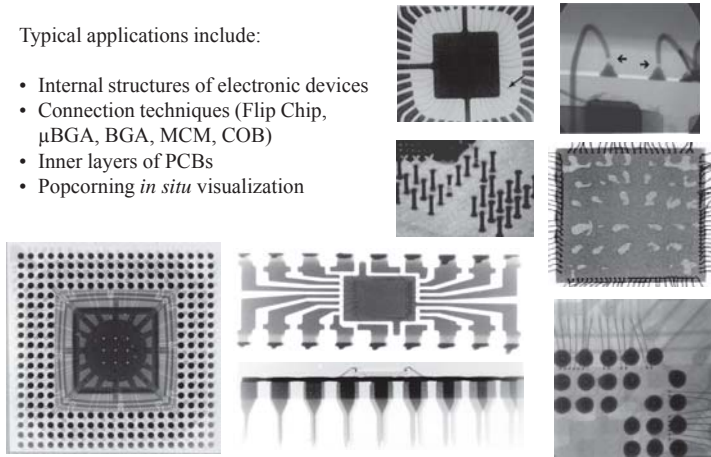 Typical applications include:
• Internal structures of electronic devices
• Connection techniques (Flip Chip,
μBGA, BGA, MCM, COB)
• Inner layers of PCBs
• Popcorning in situ visualization